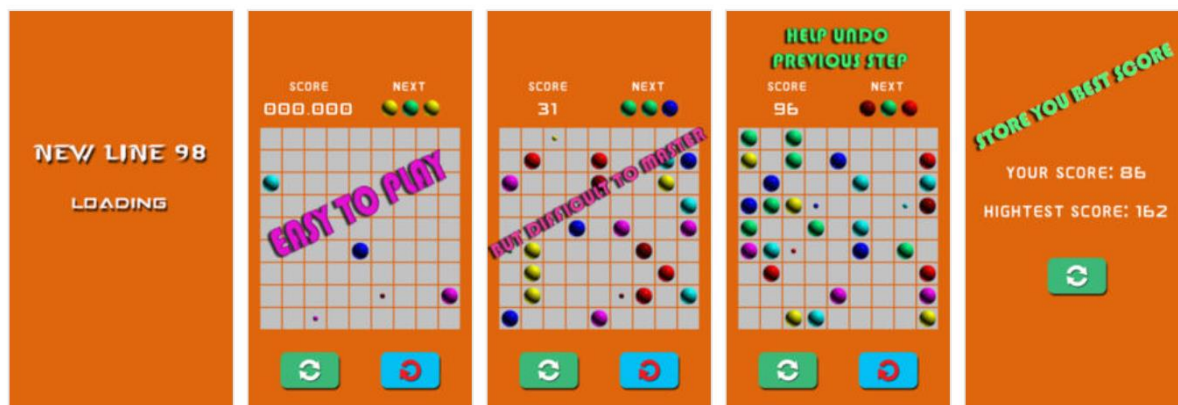 NEW LINE 98
LOADING
SCORE NEXT
000.000
EASY TO PLAY
SCORE NEXT
31
BUT DIFFICULT TO MASTER
HELP UNDO
PREVIOUS STEP
SCORE NEXT
96
STORE YOU BEST SCORE
YOUR SCORE: 86
HIGHTEST SCORE: 162